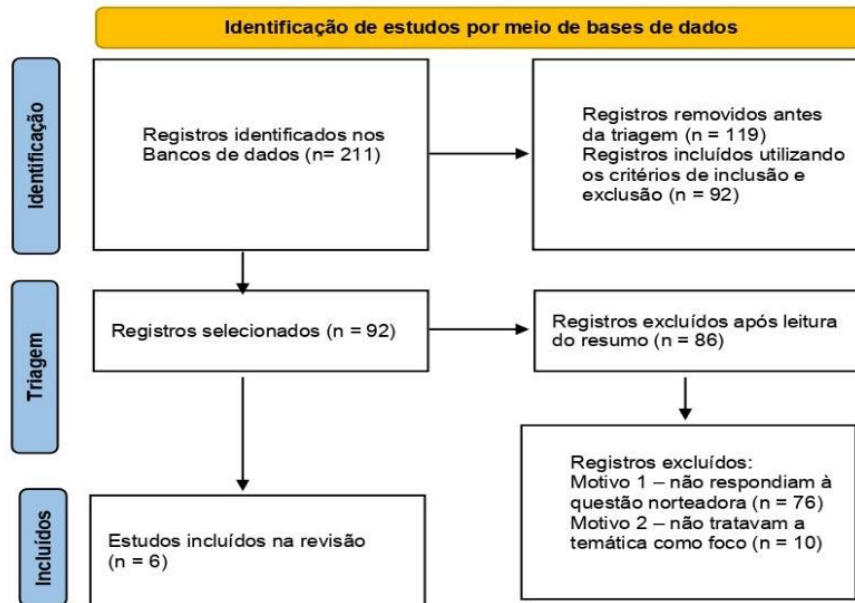 Identificação de estudos por meio de bases de dados
Identificação
Registros identificados nos
Bancos de dados (n= 211)
Registros removidos antes
da triagem (n = 119)
Registros incluídos utilizando
os critérios de inclusão e
exclusão (n = 92)
Triagem
Registros selecionados (n = 92)
Registros excluídos após leitura
do resumo (n = 86)
Registros excluídos:
Motivo 1 – não respondiam à
questão norteadora (n = 76)
Motivo 2 – não tratavam a
temática como foco (n = 10)
Incluídos
Estudos incluídos na revisão
(n = 6)